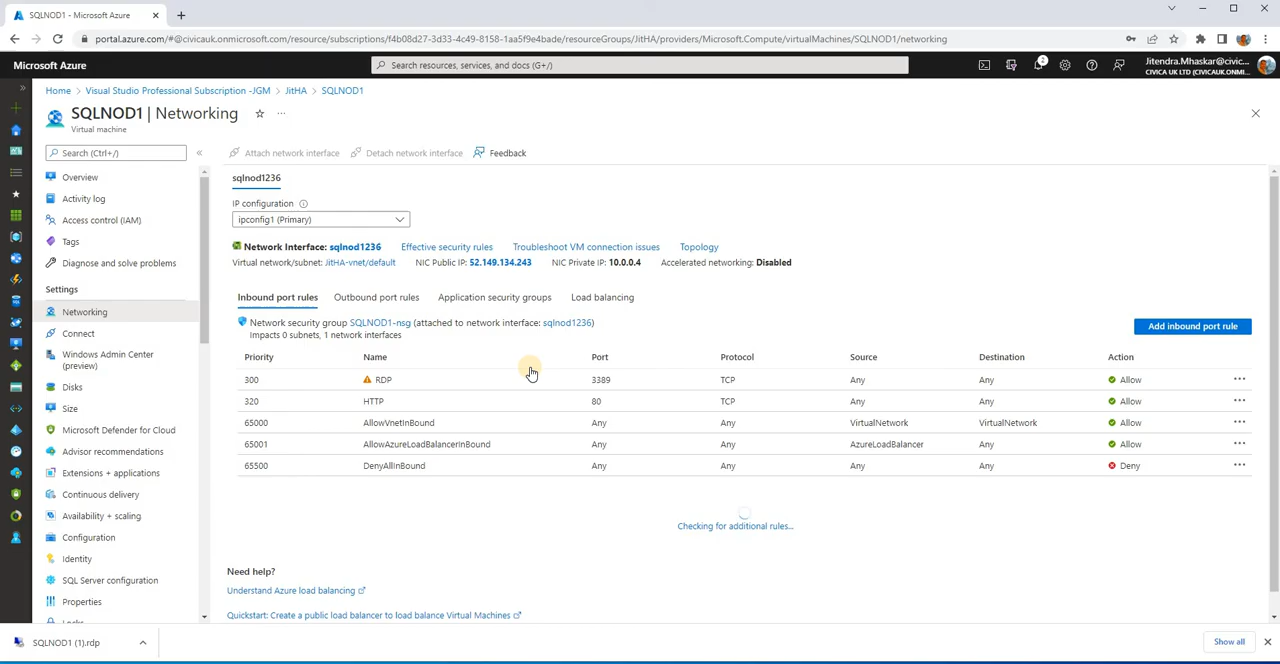 SQLNOD1 - Microsoft Azure
portal.azure.com/#@civicauk.onmicrosoft.com/resource/subscriptions/f4b08d27-3d33-4c49-8158-1aa5f9e4bade/resourceGroups/JitHA/providers/Microsoft.Compute/virtualMachines/SQLNOD1/networking
Microsoft Azure
Search resources, services, and docs (G+/)
2
Jitendra.Mhaskar@civic...
CIVICA UK LTD (CIVICAUK.ONMI...
Home > Visual Studio Professional Subscription -JGM > JitHA > SQLNOD1
SQLNOD1 | Networking
Virtual machine
Search (Ctrl+/)
Attach network interface
Detach network interface
Feedback
Overview
Activity log
Access control (IAM)
Tags
Diagnose and solve problems
Settings
Networking
Connect
Windows Admin Center
(preview)
Disks
Size
Microsoft Defender for Cloud
Advisor recommendations
Extensions + applications
Continuous delivery
Availability + scaling
Configuration
Identity
SQL Server configuration
Properties
Locks
sqlnod1236
IP configuration
ipconfig1 (Primary)
Network Interface: sqlnod1236 Effective security rules Troubleshoot VM connection issues Topology
Virtual network/subnet: JitHA-vnet/default NIC Public IP: 52.149.134.243 NIC Private IP: 10.0.0.4 Accelerated networking: Disabled
Inbound port rules Outbound port rules Application security groups Load balancing
Network security group SQLNOD1-nsg (attached to network interface: sqlnod1236)
Impacts 0 subnets, 1 network interfaces
Add inbound port rule
Priority Name Port Protocol Source Destination Action
300 RDP 3389 TCP Any Any Allow
320 HTTP 80 TCP Any Any Allow
65000 AllowVnetInBound Any Any VirtualNetwork VirtualNetwork Allow
65001 AllowAzureLoadBalancerInBound Any Any AzureLoadBalancer Any Allow
65500 DenyAllInBound Any Any Any Any Deny
Checking for additional rules...
Need help?
Understand Azure load balancing
Quickstart: Create a public load balancer to load balance Virtual Machines
SQLNOD1 (1).rdp
Show all